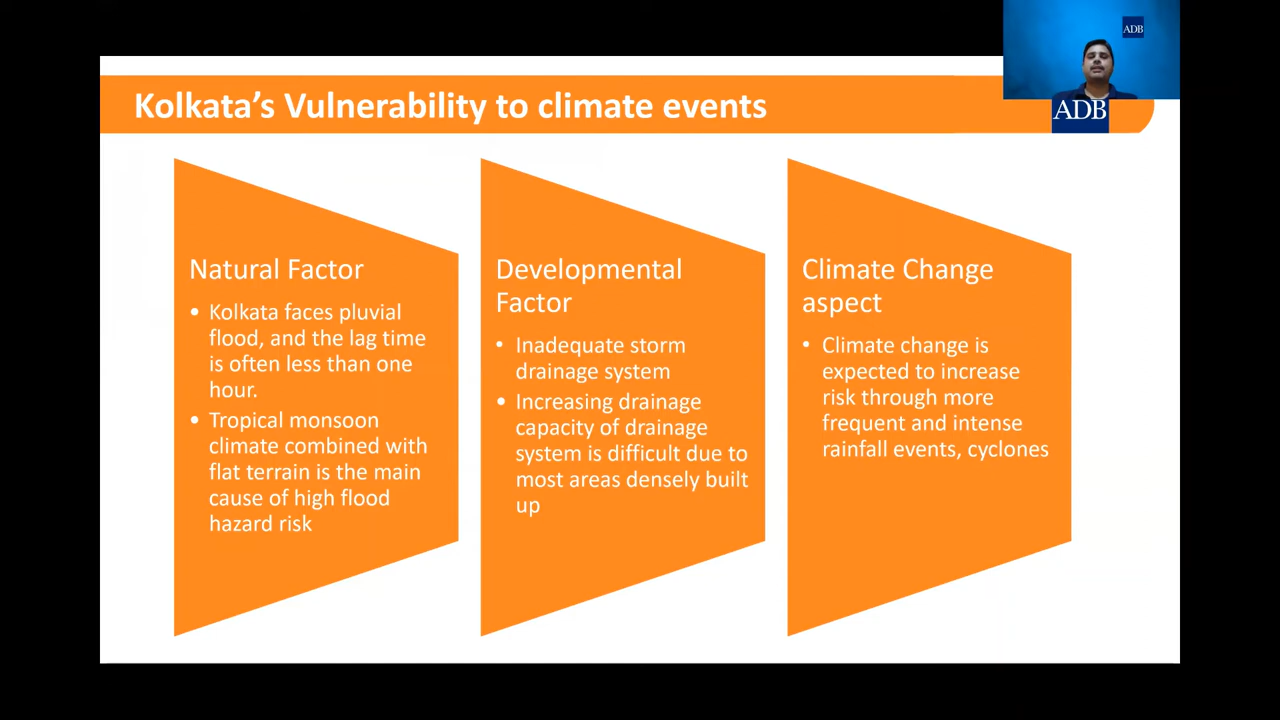 ADB
Kolkata’s Vulnerability to climate events
ADB
Natural Factor
• Kolkata faces pluvial
flood, and the lag time
is often less than one
hour.
• Tropical monsoon
climate combined with
flat terrain is the main
cause of high flood
hazard risk
Developmental
Factor
• Inadequate storm
drainage system
• Increasing drainage
capacity of drainage
system is difficult due to
most areas densely built
up
Climate Change
aspect
• Climate change is
expected to increase
risk through more
frequent and intense
rainfall events, cyclones